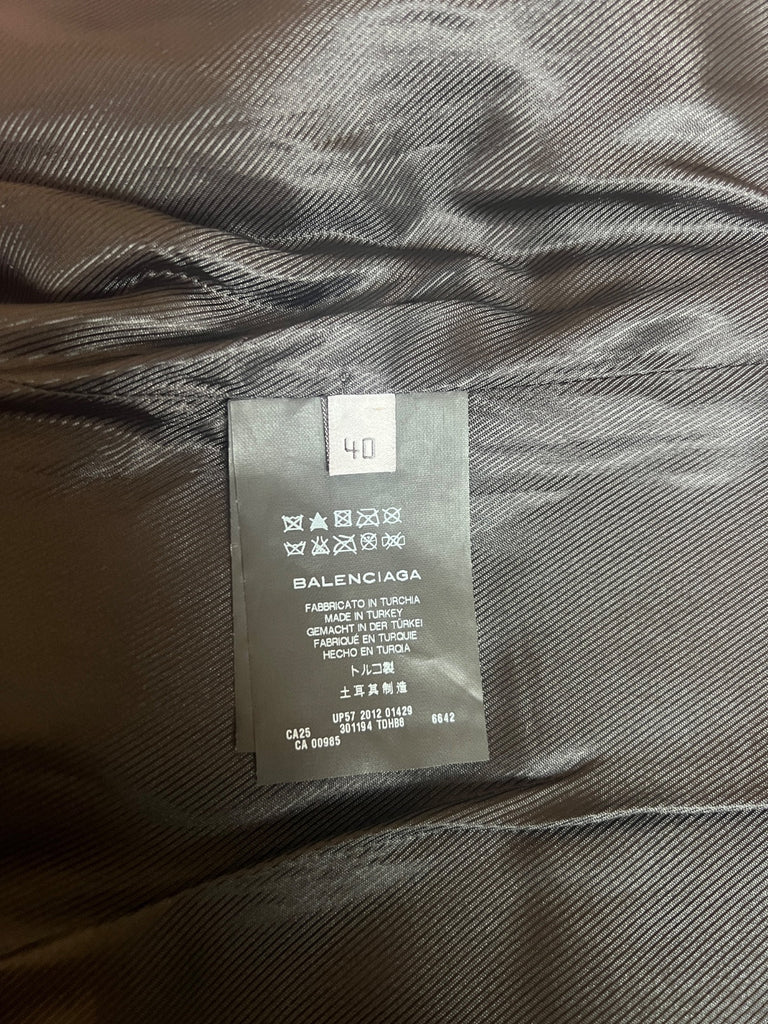 40
BALENCIAGA
FABBRICATO IN TURCHIA
MADE IN TURKEY
GEMACHT IN DER TÜRKEI
FABRIQUÉ EN TURQUIE
HECHO EN TURQIA
トルコ製
土耳其制造
UP57 2012 01429
CA25 301194 TDHB8 6642
CA 00985